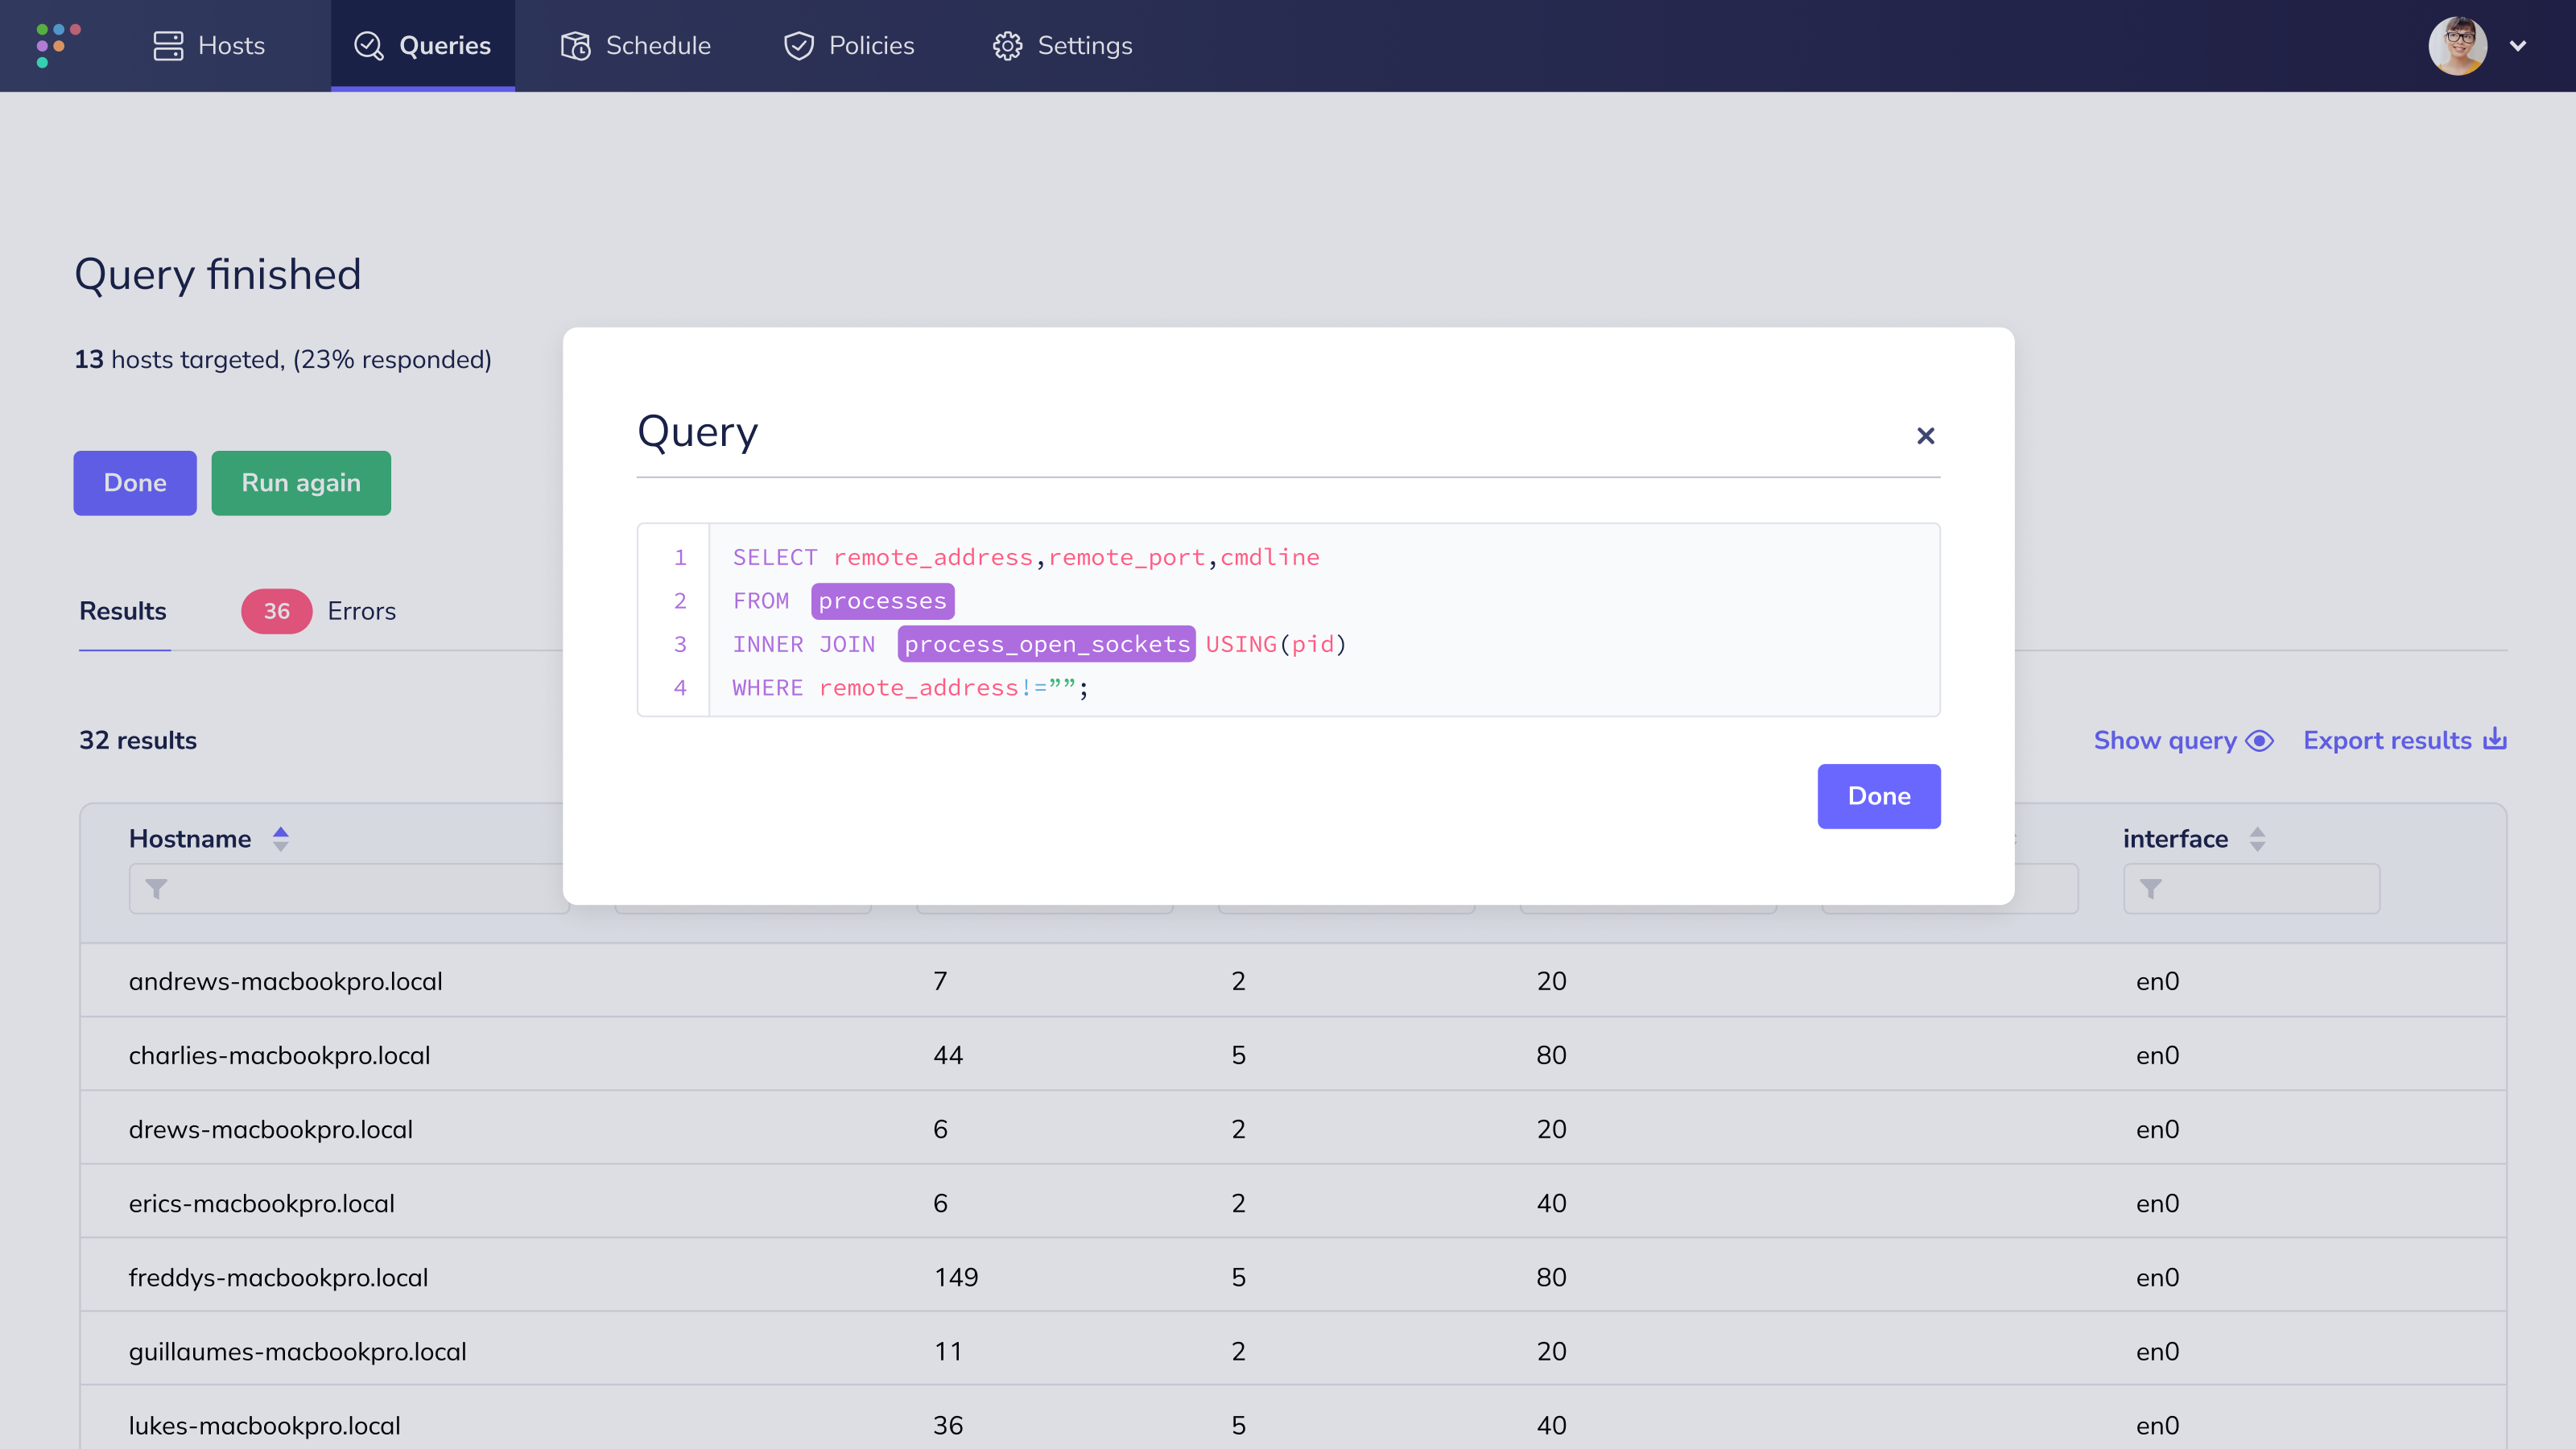 Hosts Queries Schedule Policies Settings
Query finished
13 hosts targeted, (23% responded)
Done Run again
Results 36 Errors
32 results
Show query Export results
Query
1 SELECT remote_address,remote_port,cmdline
2 FROM processes
3 INNER JOIN process_open_sockets USING(pid)
4 WHERE remote_address!=””;
Done
Hostname interface
andrews-macbookpro.local 7 2 20 en0
charlies-macbookpro.local 44 5 80 en0
drews-macbookpro.local 6 2 20 en0
erics-macbookpro.local 6 2 40 en0
freddys-macbookpro.local 149 5 80 en0
guillaumes-macbookpro.local 11 2 20 en0
lukes-macbookpro.local 36 5 40 en0